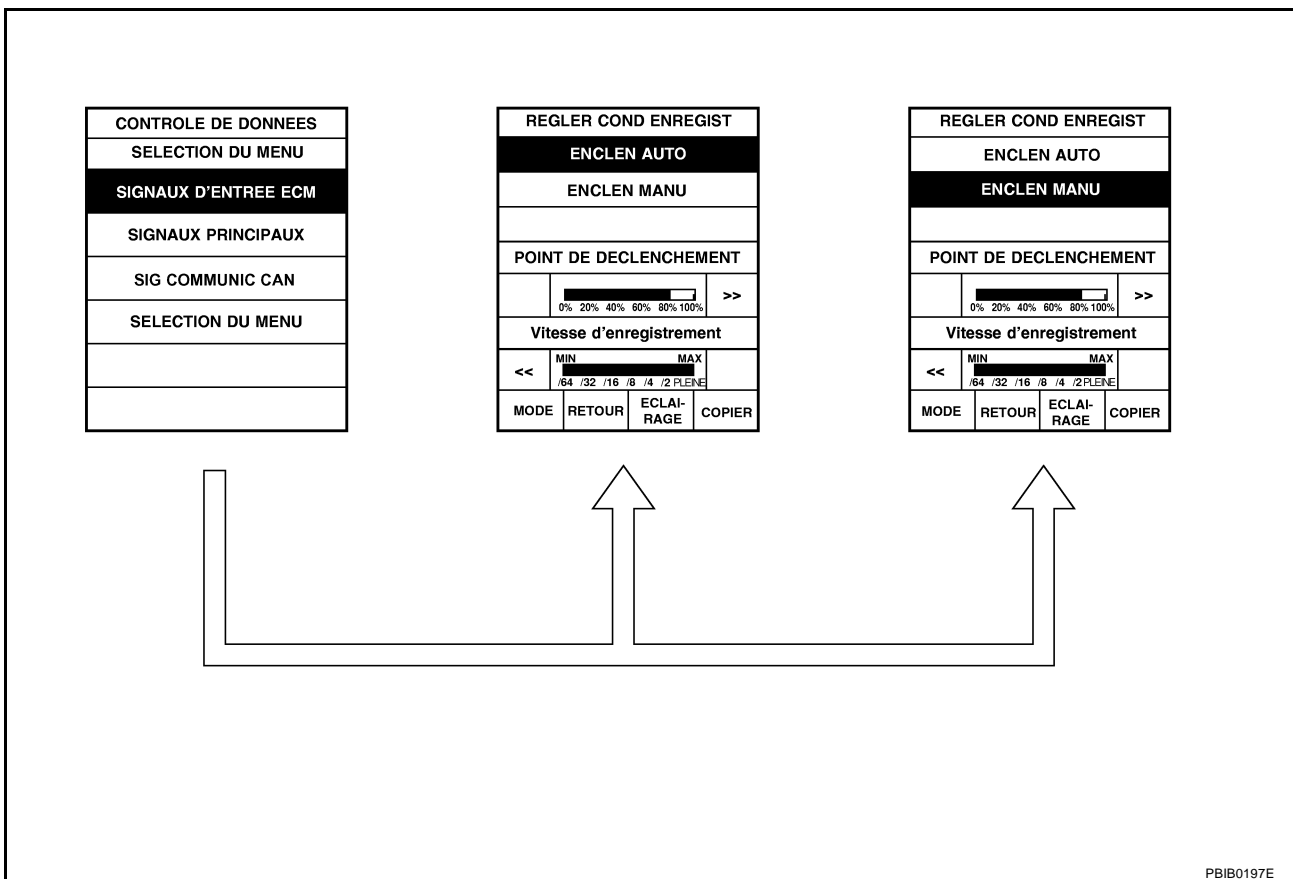 CONTROLE DE DONNEES
SELECTION DU MENU
SIGNAUX D'ENTREE ECM
SIGNAUX PRINCIPAUX
SIG COMMUNIC CAN
SELECTION DU MENU
REGLER COND ENREGIST
ENCLEN AUTO
ENCLEN MANU
POINT DE DECLENCHEMENT
>>
0% 20% 40% 60% 80% 100%
Vitesse d'enregistrement
MIN MAX
<<
/64 /32 /16 /8 /4 /2 PLEINE
MODE RETOUR ECLAI-
RAGE COPIER
REGLER COND ENREGIST
ENCLEN AUTO
ENCLEN MANU
POINT DE DECLENCHEMENT
>>
0% 20% 40% 60% 80% 100%
Vitesse d'enregistrement
MIN MAX
<<
/64 /32 /16 /8 /4 /2 PLEINE
MODE RETOUR ECLAI-
RAGE COPIER
PBIB0197E